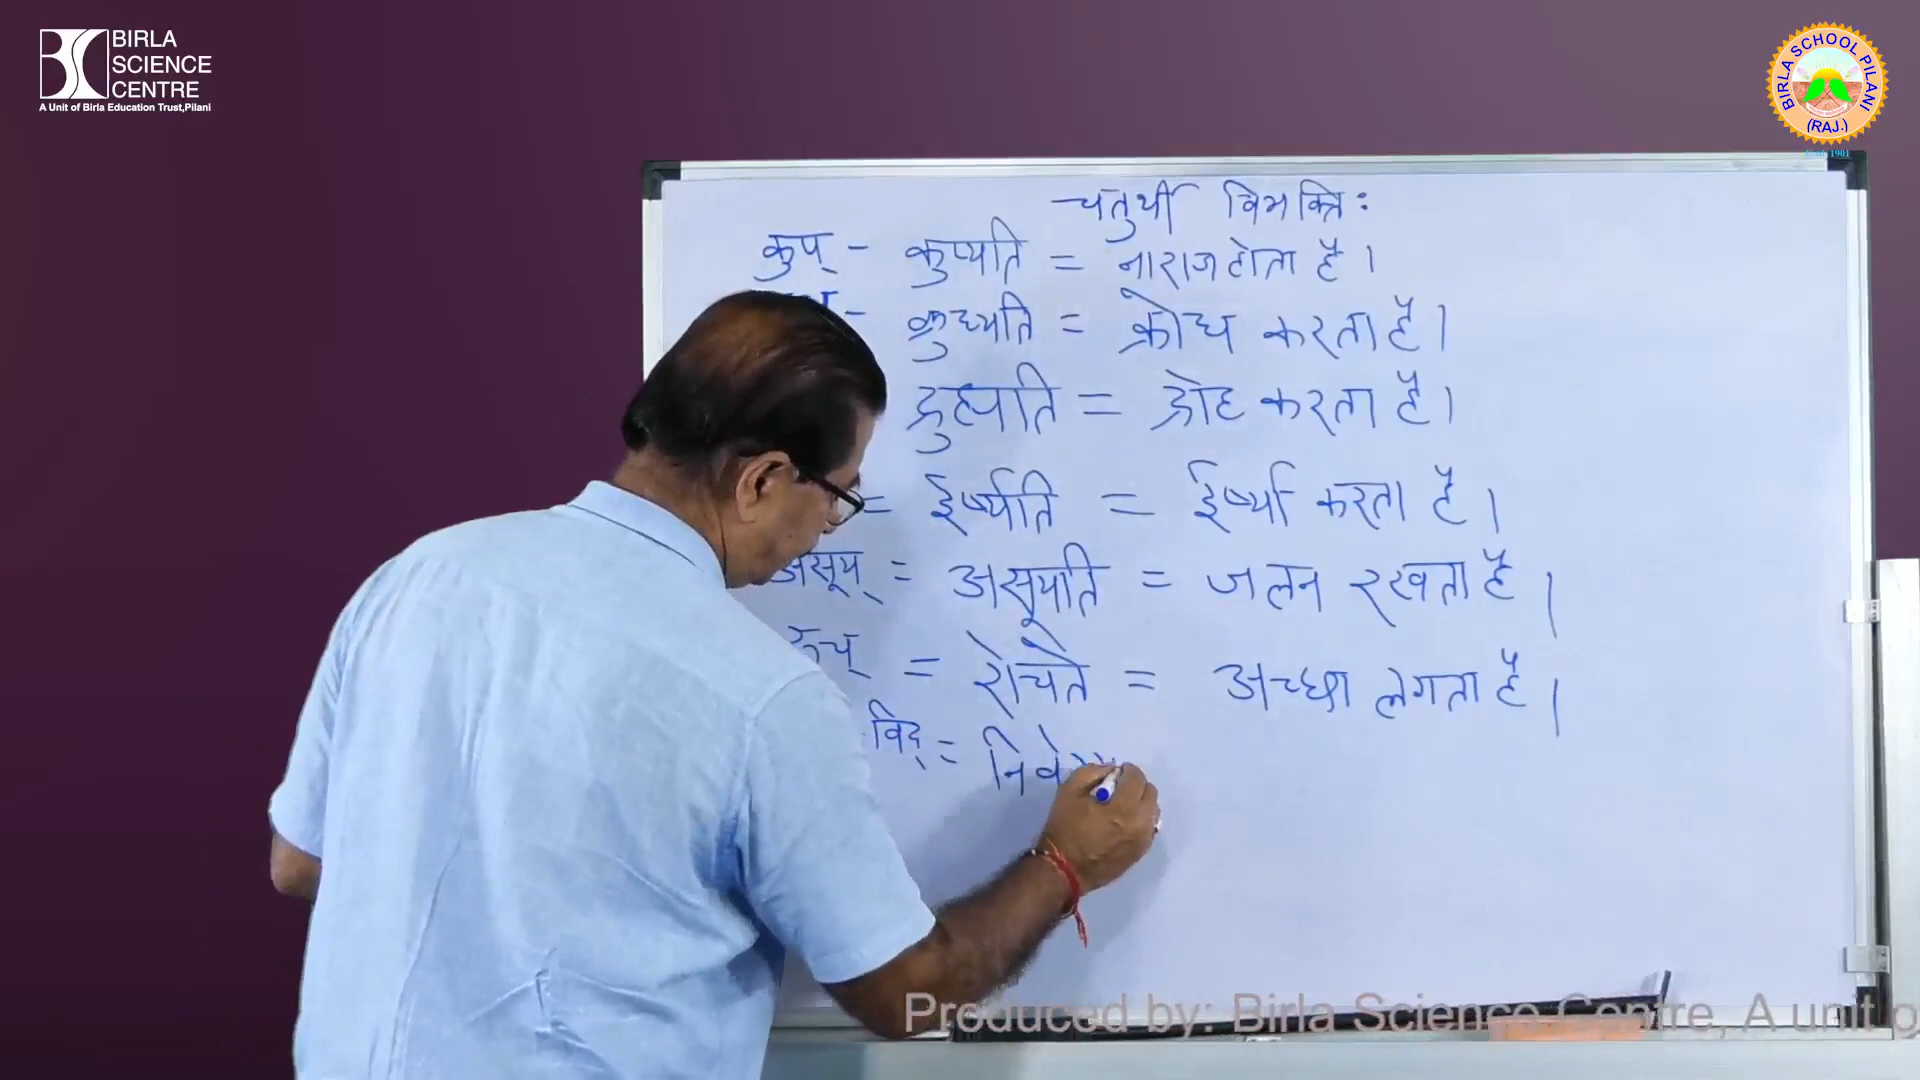 BIRLA
SCIENCE
CENTRE
A Unit of Birla Education Trust,Pilani
BIRLA SCHOOL PILANI
(RAJ.)
1901
चतुर्थी विभक्तिः
कुप् - कुप्यति = नाराज होता है।
- क्रुध्यति = क्रोध करता है।
द्रुह्यति = द्रोह करता है।
= ईर्ष्यति = ईर्ष्या करता है।
असूय् = असूयति = जलन रखता है।
रुच् = रोचते = अच्छा लगता है।
विद् = निवे
Produced by: Birla Science Centre, A unit o